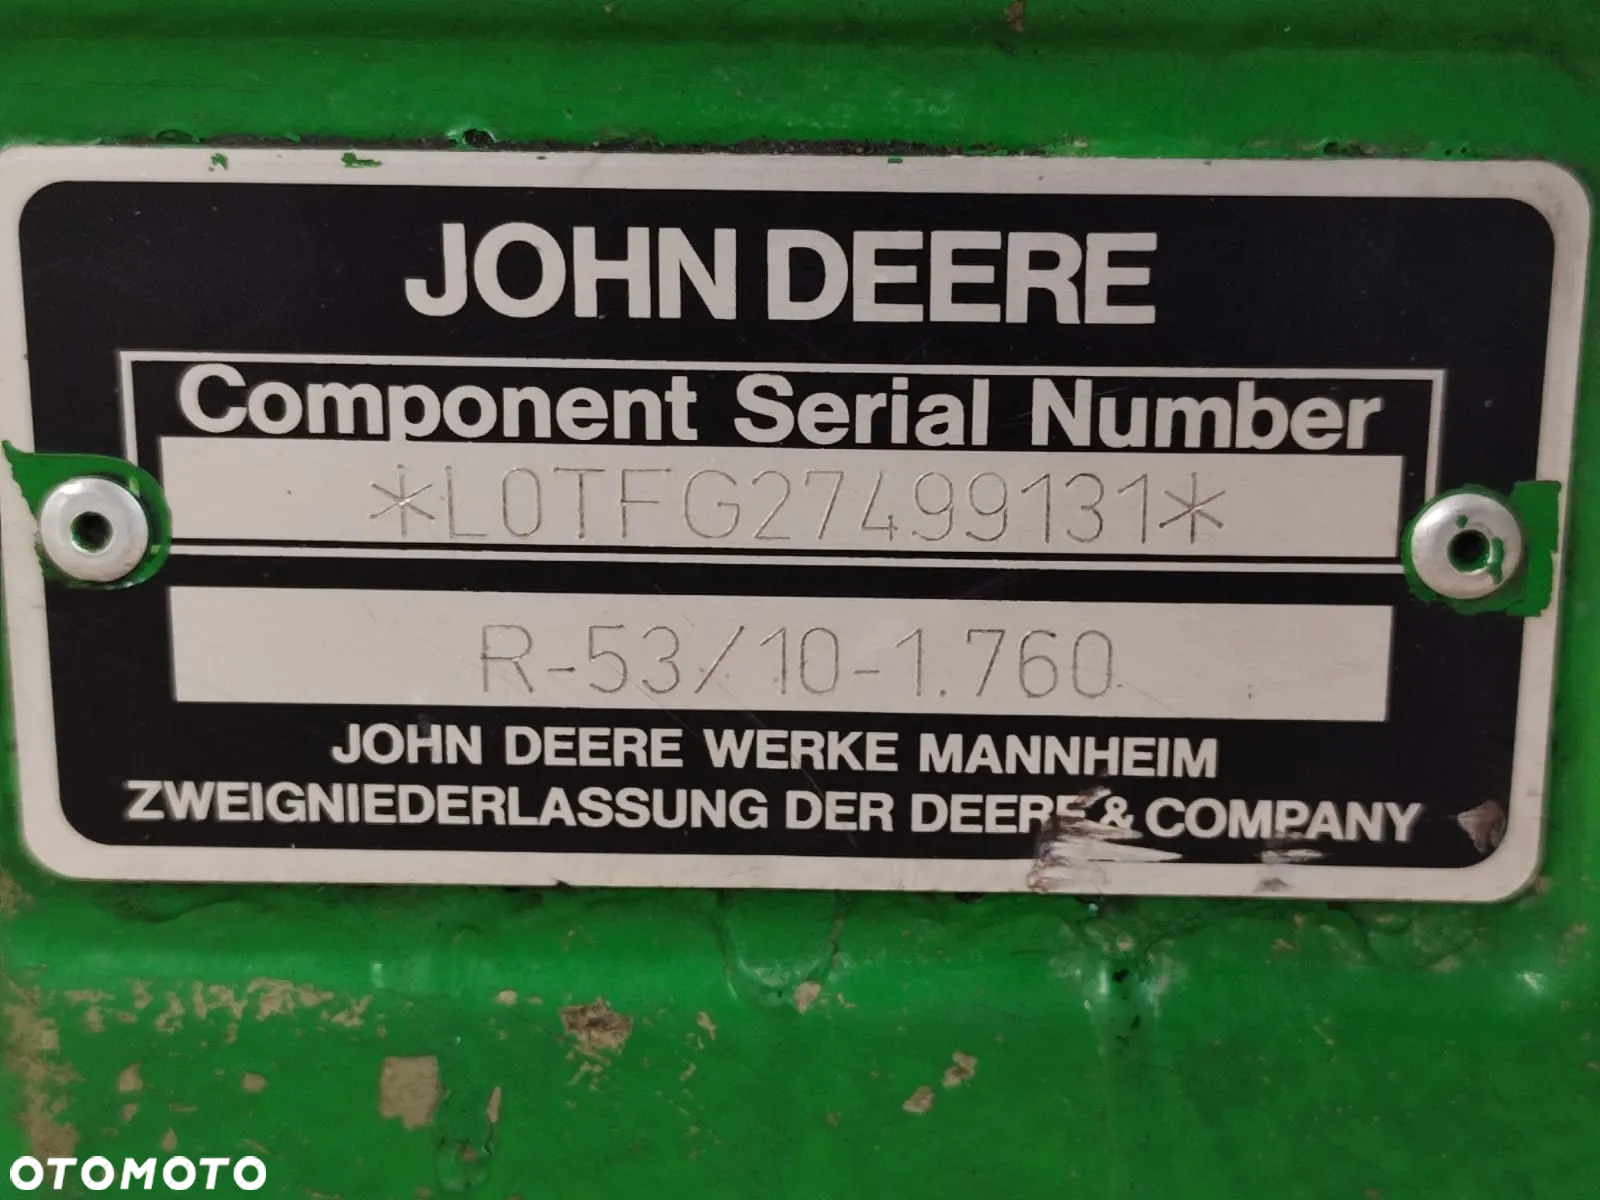 JOHN DEERE
Component Serial Number
*L0TFG27499131*
R-53/10-1.760
JOHN DEERE WERKE MANNHEIM
ZWEIGNIEDERLASSUNG DER DEERE & COMPANY
OTOMOTO